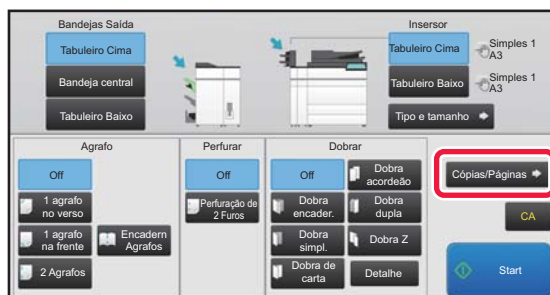 Bandejas Saída
Insersor
Tabuleiro Cima
Tabuleiro Cima
Simples 1
A3
Bandeja central
Tabuleiro Baixo
Simples 1
A3
Tabuleiro Baixo
Tipo e tamanho
Agrafo
Perfurar
Dobrar
Off
Off
Off
Dobra
acordeão
Cópias/Páginas
1 agrafo
no verso
Perfuração de
2 Furos
Dobra
encader.
Dobra
dupla
CA
1 agrafo
na frente
Encadern
Agrafos
Dobra
simpl.
Dobra Z
2 Agrafos
Dobra de
carta
Detalhe
Start